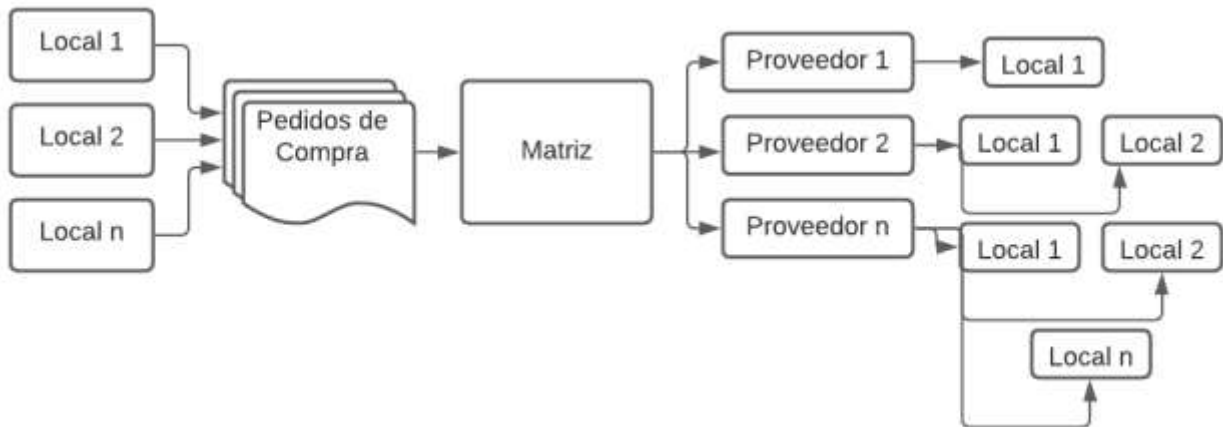 Local 1
Local 2
Local n
Pedidos de
Compra
Matriz
Proveedor 1
Local 1
Proveedor 2
Local 1
Local 2
Proveedor n
Local 1
Local 2
Local n